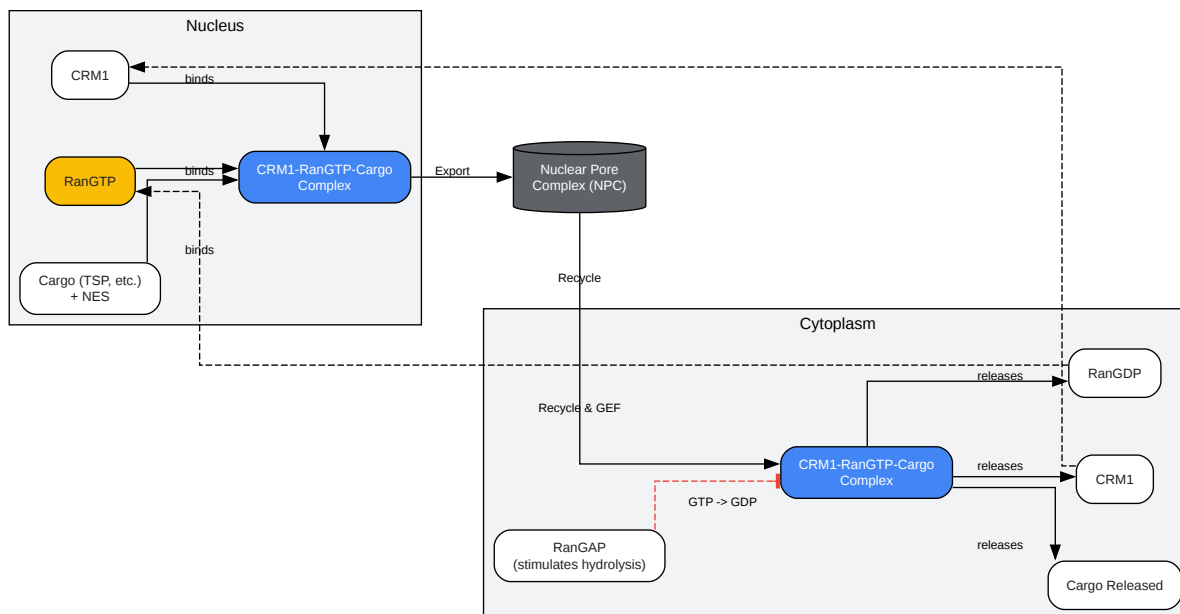 Nucleus
CRM1
binds
RanGTP
binds
CRM1-RanGTP-Cargo
Complex
Export
Nuclear Pore
Complex (NPC)
binds
Cargo (TSP, etc.)
+ NES
Recycle
Cytoplasm
RanGDP
releases
Recycle & GEF
CRM1-RanGTP-Cargo
Complex
releases
CRM1
GTP -> GDP
RanGAP
(stimulates hydrolysis)
releases
Cargo Released